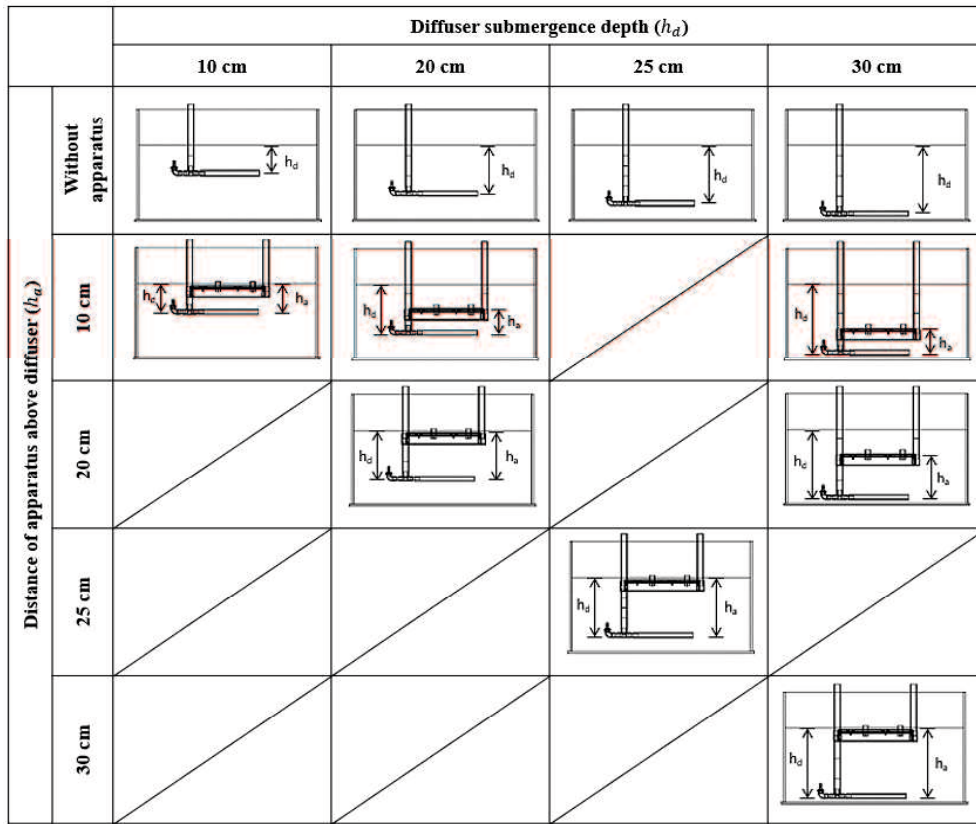 Diffuser submergence depth (h_d)
10 cm 20 cm 25 cm 30 cm
Distance of apparatus above diffuser (h_a)
Without
apparatus
h_d h_d h_d h_d
10 cm
h_d h_a h_d h_a h_d h_a
20 cm
h_d h_a h_d h_a
25 cm
h_d h_a
30 cm
h_d h_a